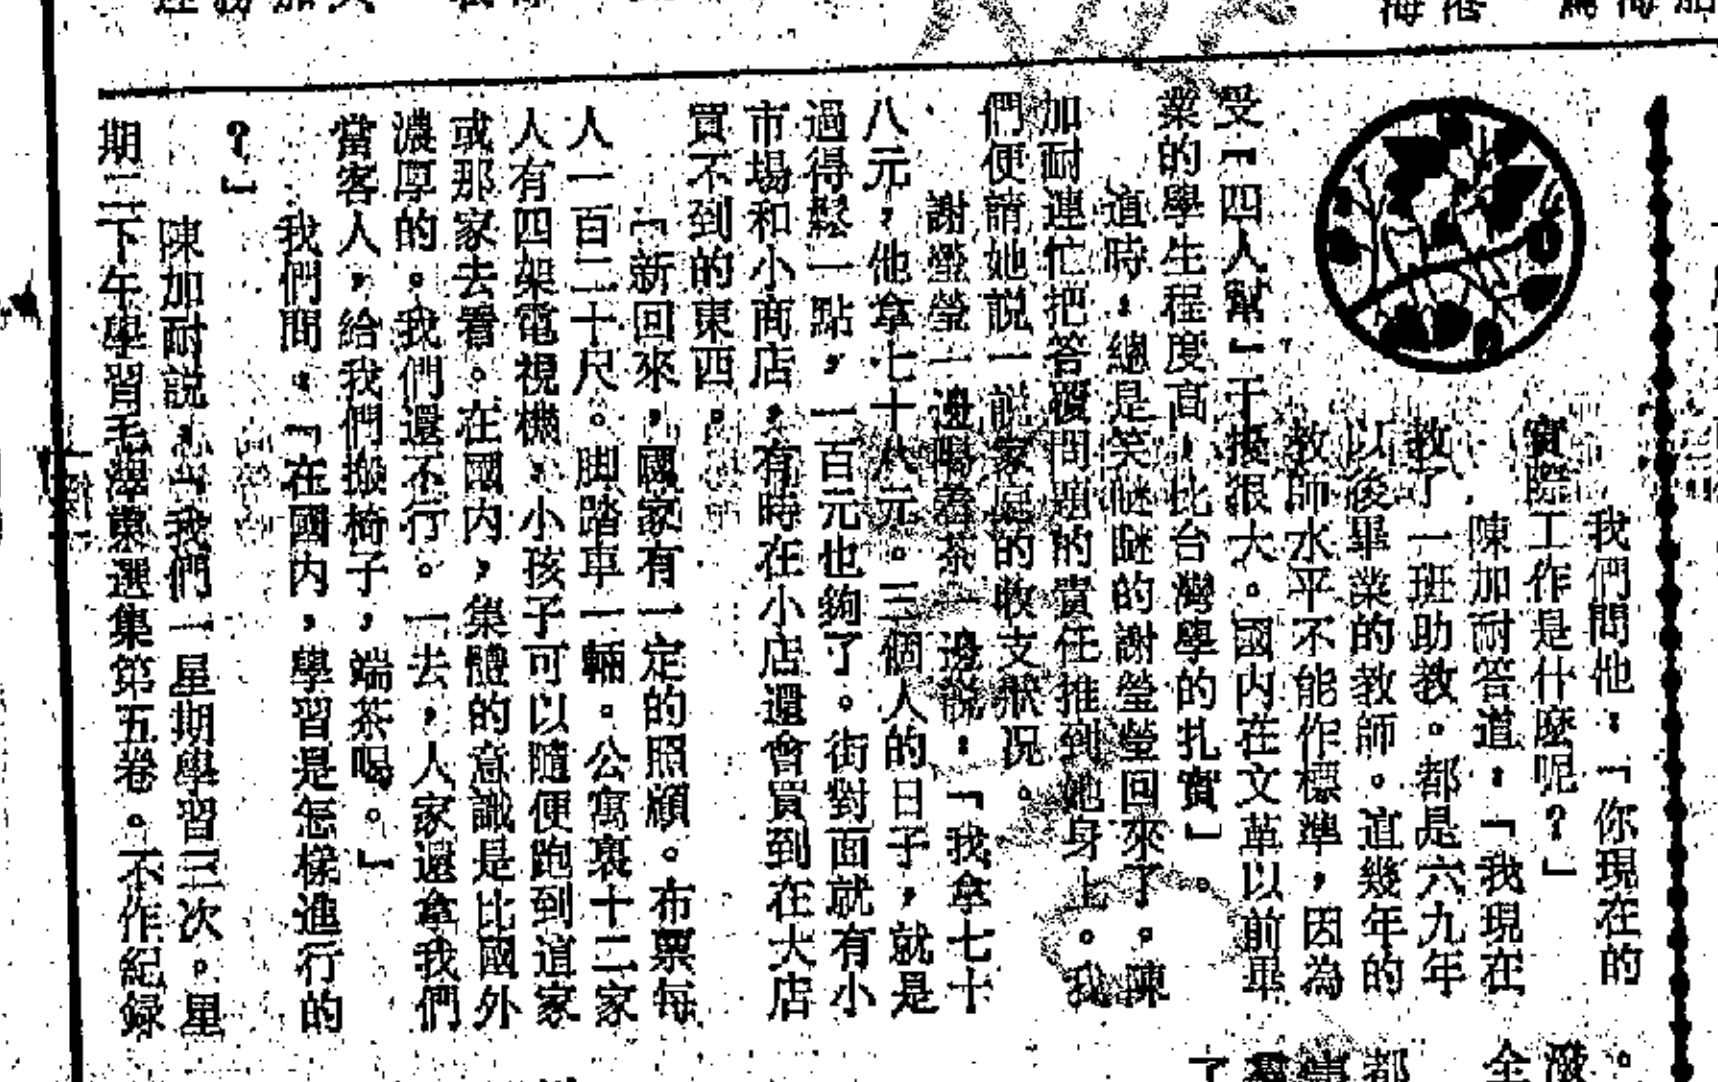 我們問他：「你現在的
實際工作是什麼呢？」
陳加耐答道：「我現在
教了一班助教。都是六九年
以後畢業的教師。這幾年的
教師水平不能作標準，因為
受「四人幫」干擾很大。國内在文革以前畢
業的學生程度高，比台灣學的扎實」。
這時，總是笑瞇瞇的謝瑩瑩回來了。陳
加耐連忙把答覆問題的責任推到她身上。我
們便請她説一説家庭的收支狀况。
謝瑩瑩一邊喝着茶一邊説：「我拿七十
八元，他拿七十八元。三個人的日子，就是
過得鬆一點，一百元也夠了。街對面就有小
市場和小商店，有時在小店還會買到在大店
買不到的東西。
「新回來，國家有一定的照顧。布票每
人一百二十尺。脚踏車一輛。公寓裏十二家
人有四架電視機，小孩子可以隨便跑到這家
或那家去看。在國内，集體的意識是比國外
濃厚的。我們還不行。一去，人家還拿我們
當客人，給我們搬椅子，端茶喝。」
我們問：「在國内，學習是怎樣進行的
？」
陳加耐説，「我們一星期學習三次。星
期二下午學習毛澤東選集第五卷。不作紀録